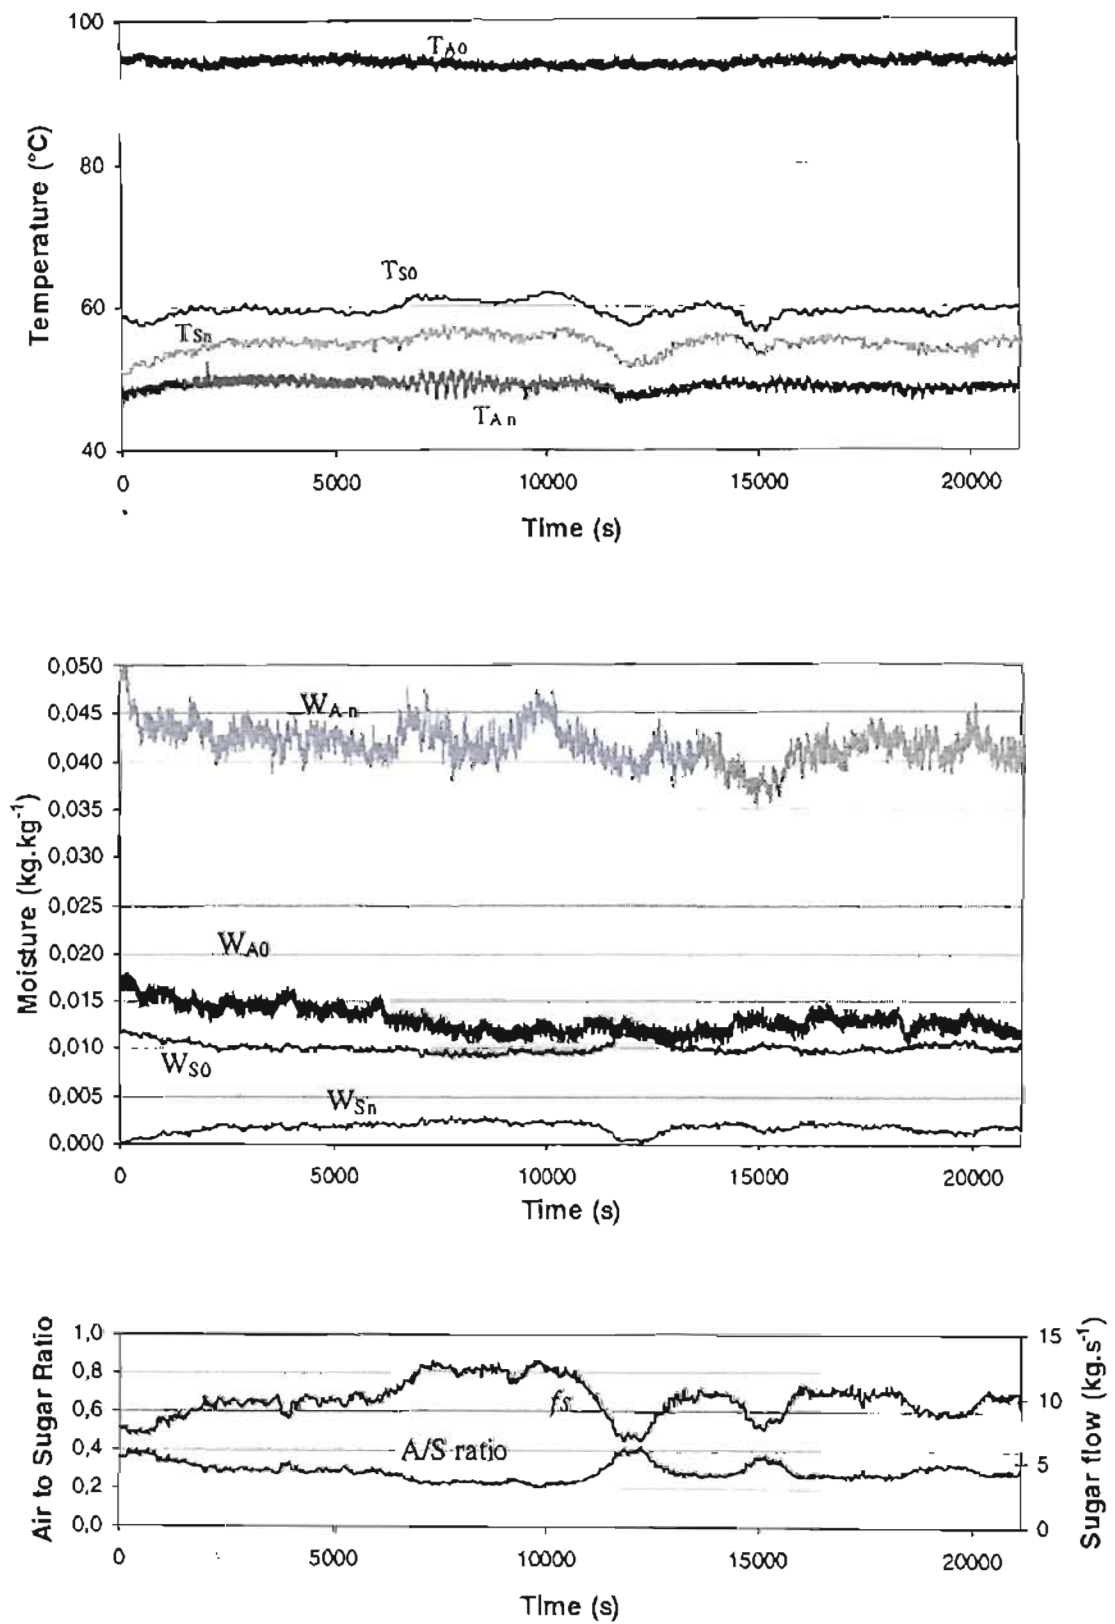 100
80
60
40
Temperature (°C)
TA0
TS0
TSn
TAn
0 5000 10000 15000 20000
Time (s)
0,050
0,045
0,040
0,035
0,030
0,025
0,020
0,015
0,010
0,005
0,000
Moisture (kg.kg-1)
WAn
WA0
WS0
WSn
0 5000 10000 15000 20000
Time (s)
1,0
0,8
0,6
0,4
0,2
0,0
Air to Sugar Ratio
fs
A/S ratio
15
10
5
0
Sugar flow (kg.s-1)
0 5000 10000 15000 20000
Time (s)